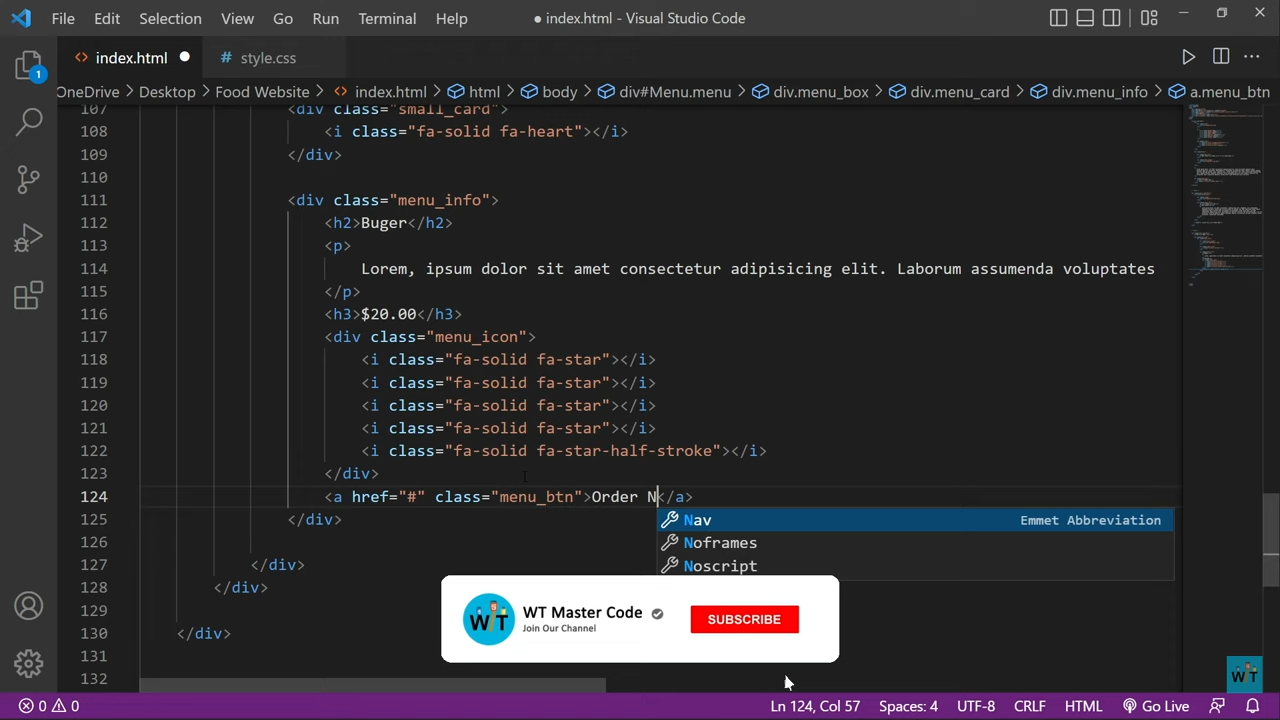 File Edit Selection View Go Run Terminal Help ● index.html - Visual Studio Code
1
<> index.html ● # style.css
OneDrive > Desktop > Food Website > <> index.html > html > body > div#Menu.menu > div.menu_box > div.menu_card > div.menu_info > a.menu_btn
107 <div class="small_card">
108 <i class="fa-solid fa-heart"></i>
109 </div>
110
111 <div class="menu_info">
112 <h2>Buger</h2>
113 <p>
114 Lorem, ipsum dolor sit amet consectetur adipisicing elit. Laborum assumenda voluptates
115 </p>
116 <h3>$20.00</h3>
117 <div class="menu_icon">
118 <i class="fa-solid fa-star"></i>
119 <i class="fa-solid fa-star"></i>
120 <i class="fa-solid fa-star"></i>
121 <i class="fa-solid fa-star"></i>
122 <i class="fa-solid fa-star-half-stroke"></i>
123 </div>
124 <a href="#" class="menu_btn">Order N</a>
125 </div>
Nav Emmet Abbreviation
126
Noframes
127 </div>
Noscript
128 </div>
129
130 </div>
131
132
WT WT Master Code SUBSCRIBE
Join Our Channel
WT
0 0 Ln 124, Col 57 Spaces: 4 UTF-8 CRLF HTML Go Live